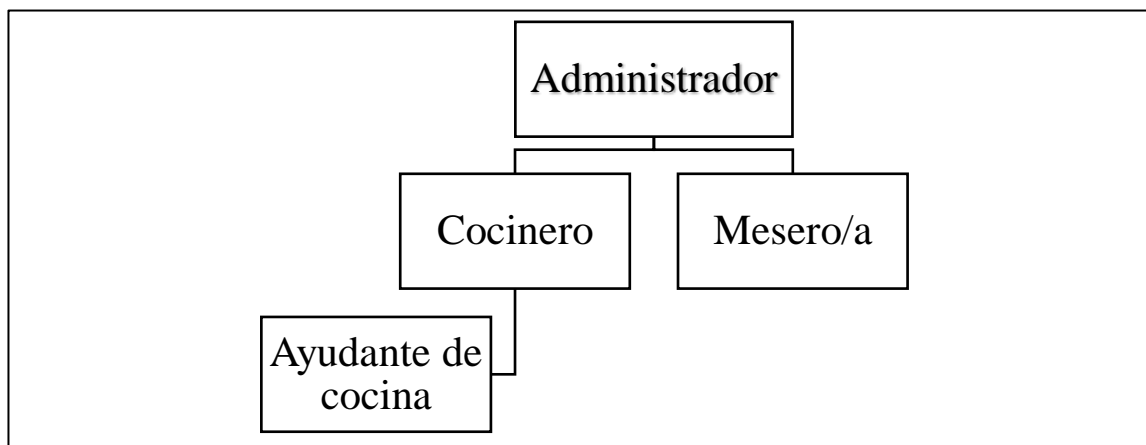 Administrador
Cocinero
Mesero/a
Ayudante de
cocina